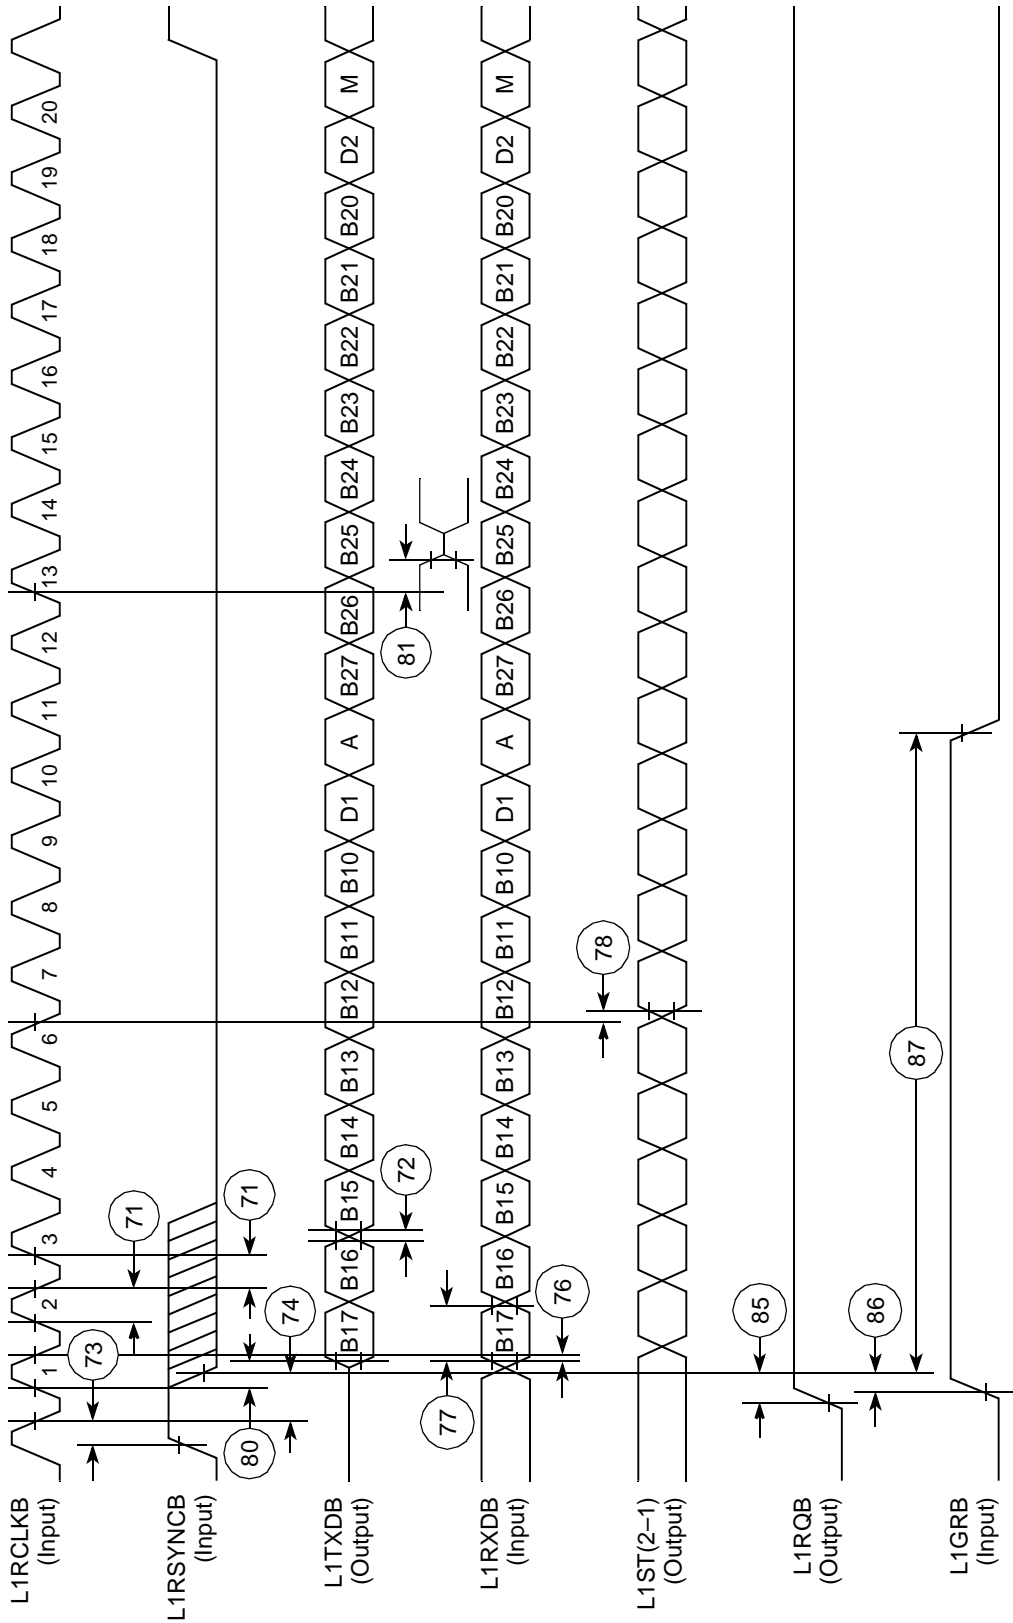 L1RCLKB
(Input)
1 2 3 4 5 6 7 8 9 10 11 12 13 14 15 16 17 18 19 20
73 71
L1RSYNCB
(Input)
80 71
74
L1TXDB
(Output)
B17 B16 B15 B14 B13 B12 B11 B10 D1 A B27 B26 B25 B24 B23 B22 B21 B20 D2 M
72 81
77
L1RXDB
(Input)
B17 B16 B15 B14 B13 B12 B11 B10 D1 A B27 B26 B25 B24 B23 B22 B21 B20 D2 M
76
78
L1ST(2–1)
(Output)
85
L1RQB
(Output)
86
87
L1GRB
(Input)